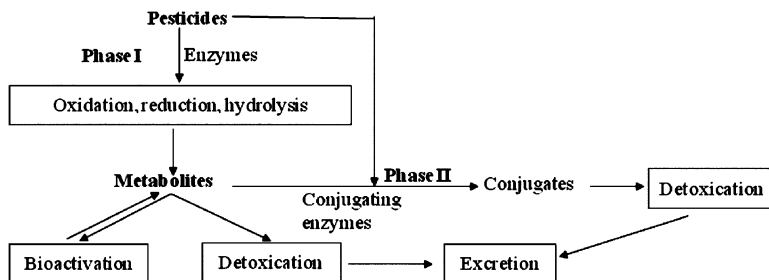 Pesticides
Phase I
Enzymes
Oxidation, reduction, hydrolysis
Metabolites
Phase II
Conjugating
enzymes
Conjugates
Detoxication
Bioactivation
Detoxication
Excretion